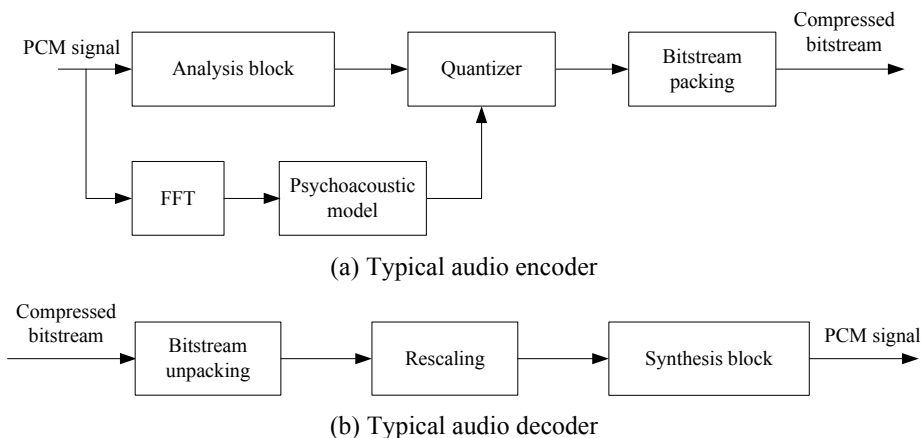 PCM signal
Analysis block
Quantizer
Bitstream
packing
Compressed
bitstream
FFT
Psychoacoustic
model
(a) Typical audio encoder
Compressed
bitstream
Bitstream
unpacking
Rescaling
Synthesis block
PCM signal
(b) Typical audio decoder